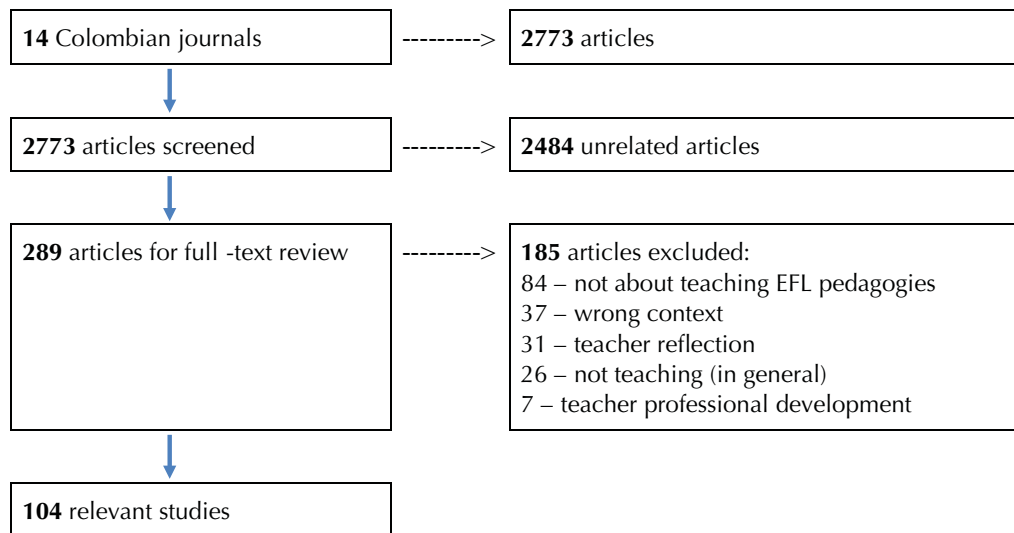 14 Colombian journals
---------> 2773 articles
2773 articles screened
---------> 2484 unrelated articles
289 articles for full -text review
---------> 185 articles excluded:
84 – not about teaching EFL pedagogies
37 – wrong context
31 – teacher reflection
26 – not teaching (in general)
7 – teacher professional development
104 relevant studies